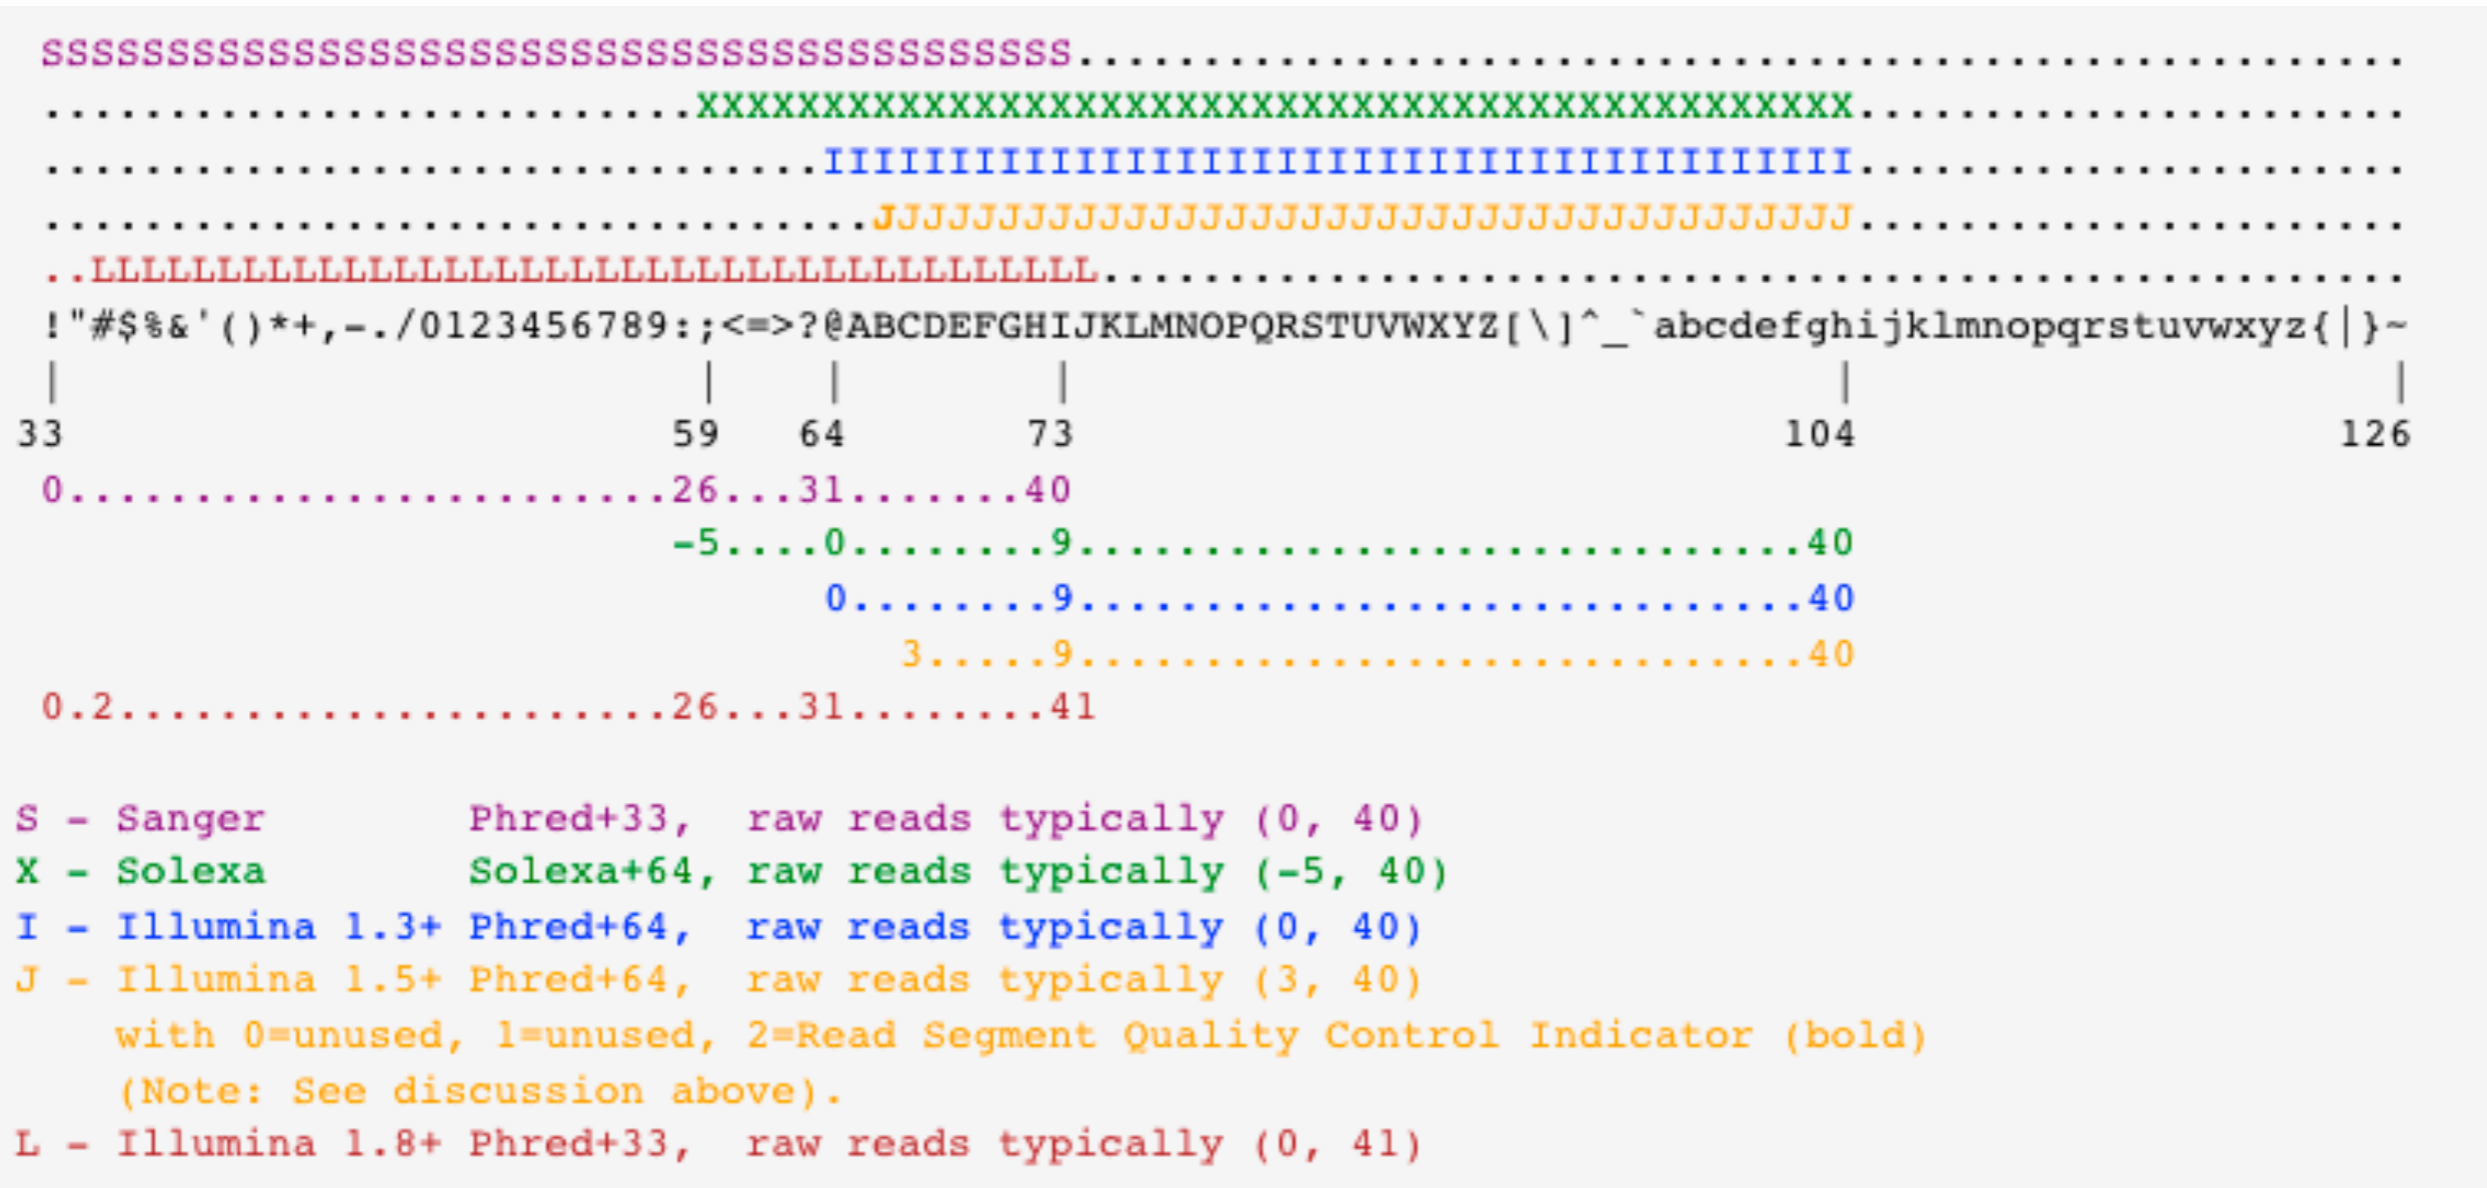 SSSSSSSSSSSSSSSSSSSSSSSSSSSSSSSSSSSSSSSSS.....................................................
..........................XXXXXXXXXXXXXXXXXXXXXXXXXXXXXXXXXXXXXXXXXXXXXX......................
...............................IIIIIIIIIIIIIIIIIIIIIIIIIIIIIIIIIIIIIIIII......................
.................................JJJJJJJJJJJJJJJJJJJJJJJJJJJJJJJJJJJJJJJ......................
..LLLLLLLLLLLLLLLLLLLLLLLLLLLLLLLLLLLLLLLL....................................................
!"#$%&'()*+,-./0123456789:;<=>?@ABCDEFGHIJKLMNOPQRSTUVWXYZ[\]^_`abcdefghijklmnopqrstuvwxyz{|}~
| | | | | |
33 59 64 73 104 126
0........................26...31.......40
-5....0........9.............................40
0........9.............................40
3.....9.............................40
0.2......................26...31........41
S - Sanger Phred+33, raw reads typically (0, 40)
X - Solexa Solexa+64, raw reads typically (-5, 40)
I - Illumina 1.3+ Phred+64, raw reads typically (0, 40)
J - Illumina 1.5+ Phred+64, raw reads typically (3, 40)
with 0=unused, 1=unused, 2=Read Segment Quality Control Indicator (bold)
(Note: See discussion above).
L - Illumina 1.8+ Phred+33, raw reads typically (0, 41)